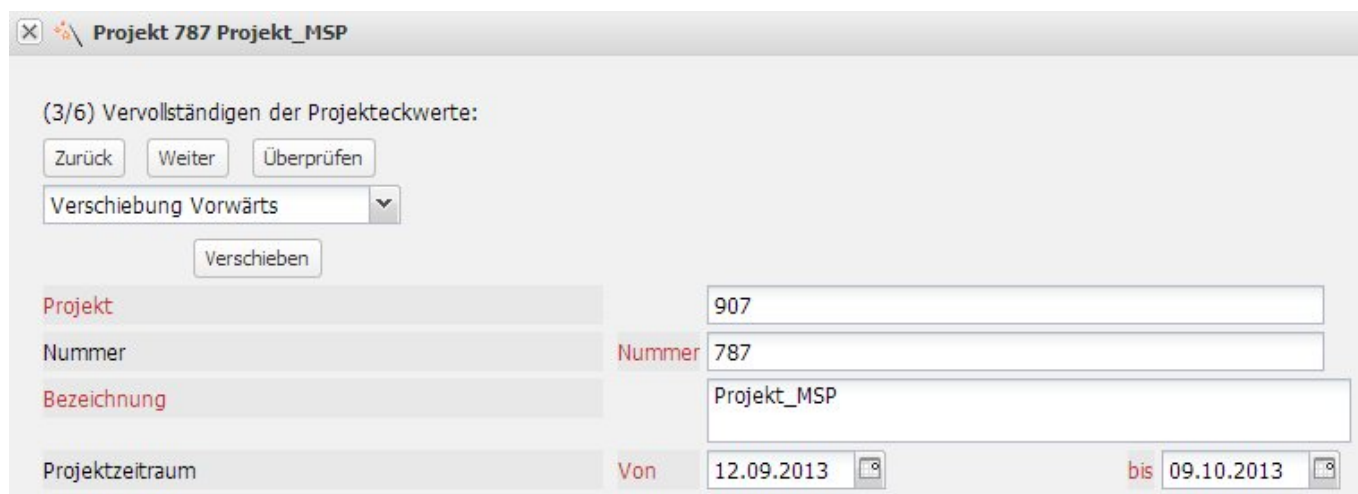 Projekt 787 Projekt_MSP
(3/6) Vervollständigen der Projekteckwerte:
Zurück Weiter Überprüfen
Verschiebung Vorwärts
Verschieben
Projekt 907
Nummer Nummer 787
Bezeichnung Projekt_MSP
Projektzeitraum Von 12.09.2013 bis 09.10.2013